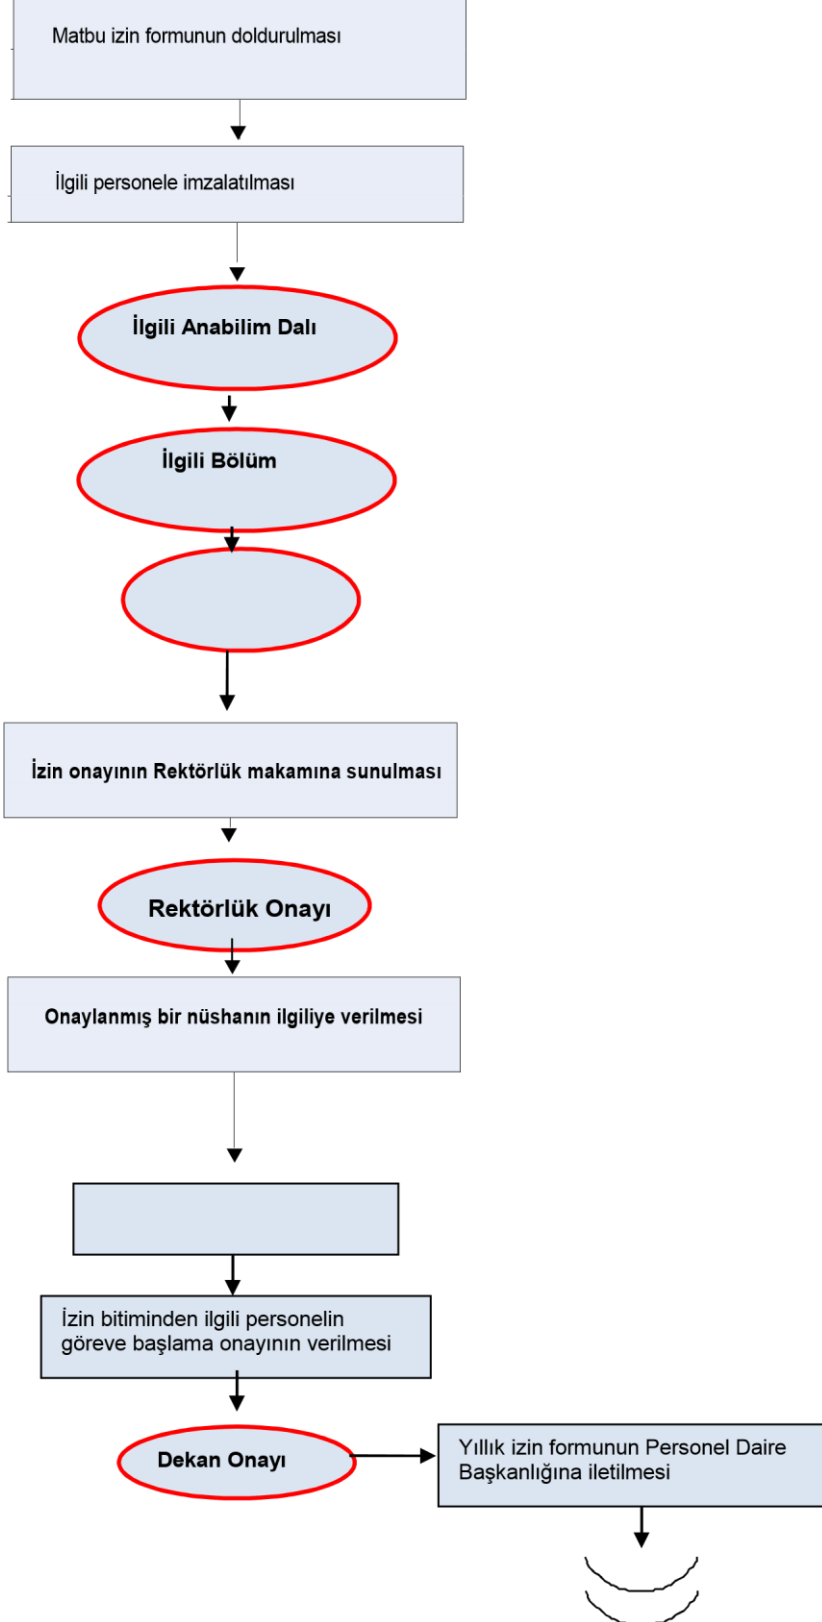 Matbu izin formunun doldurulması
İlgili personele imzalatılması
İlgili Anabilim Dalı
İlgili Bölüm
İzin onayının Rektörlük makamına sunulması
Rektörlük Onayı
Onaylanmış bir nüshanın ilgiliye verilmesi
İzin bitiminden ilgili personelin
göreve başlama onayının verilmesi
Dekan Onayı
Yıllık izin formunun Personel Daire
Başkanlığına iletilmesi